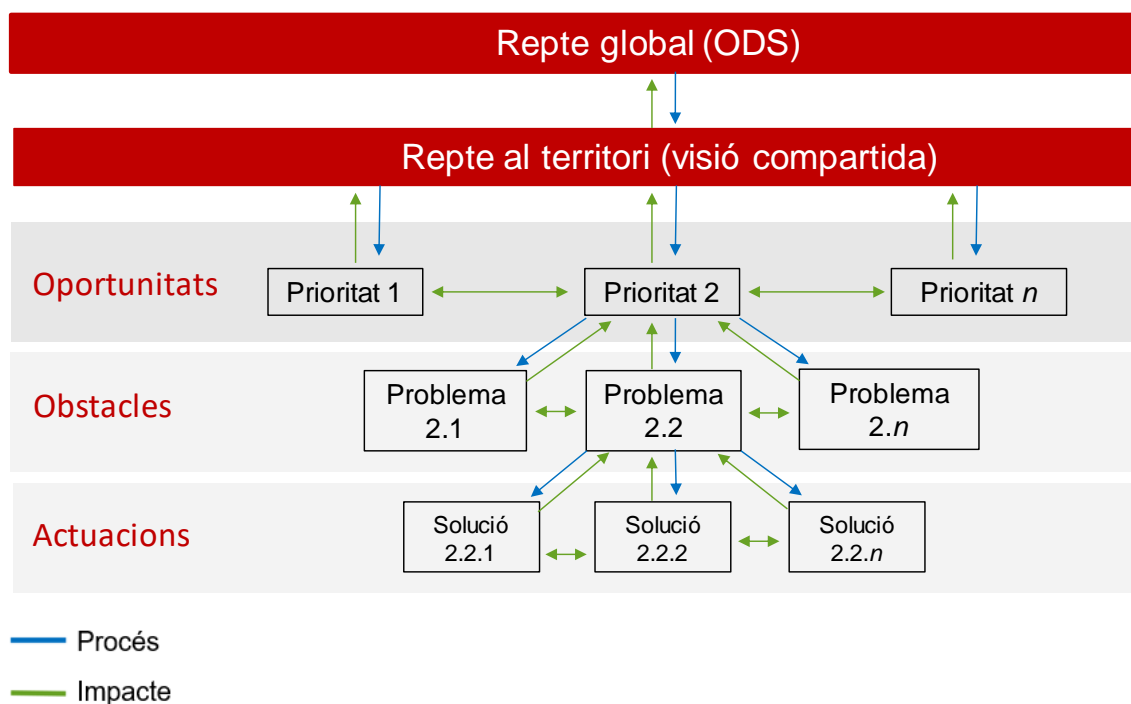 Repte global (ODS)
Repte al territori (visió compartida)
Oportunitats
Prioritat 1
Prioritat 2
Prioritat n
Obstacles
Problema
2.1
Problema
2.2
Problema
2.n
Actuacions
Solució
2.2.1
Solució
2.2.2
Solució
2.2.n
Procés
Impacte